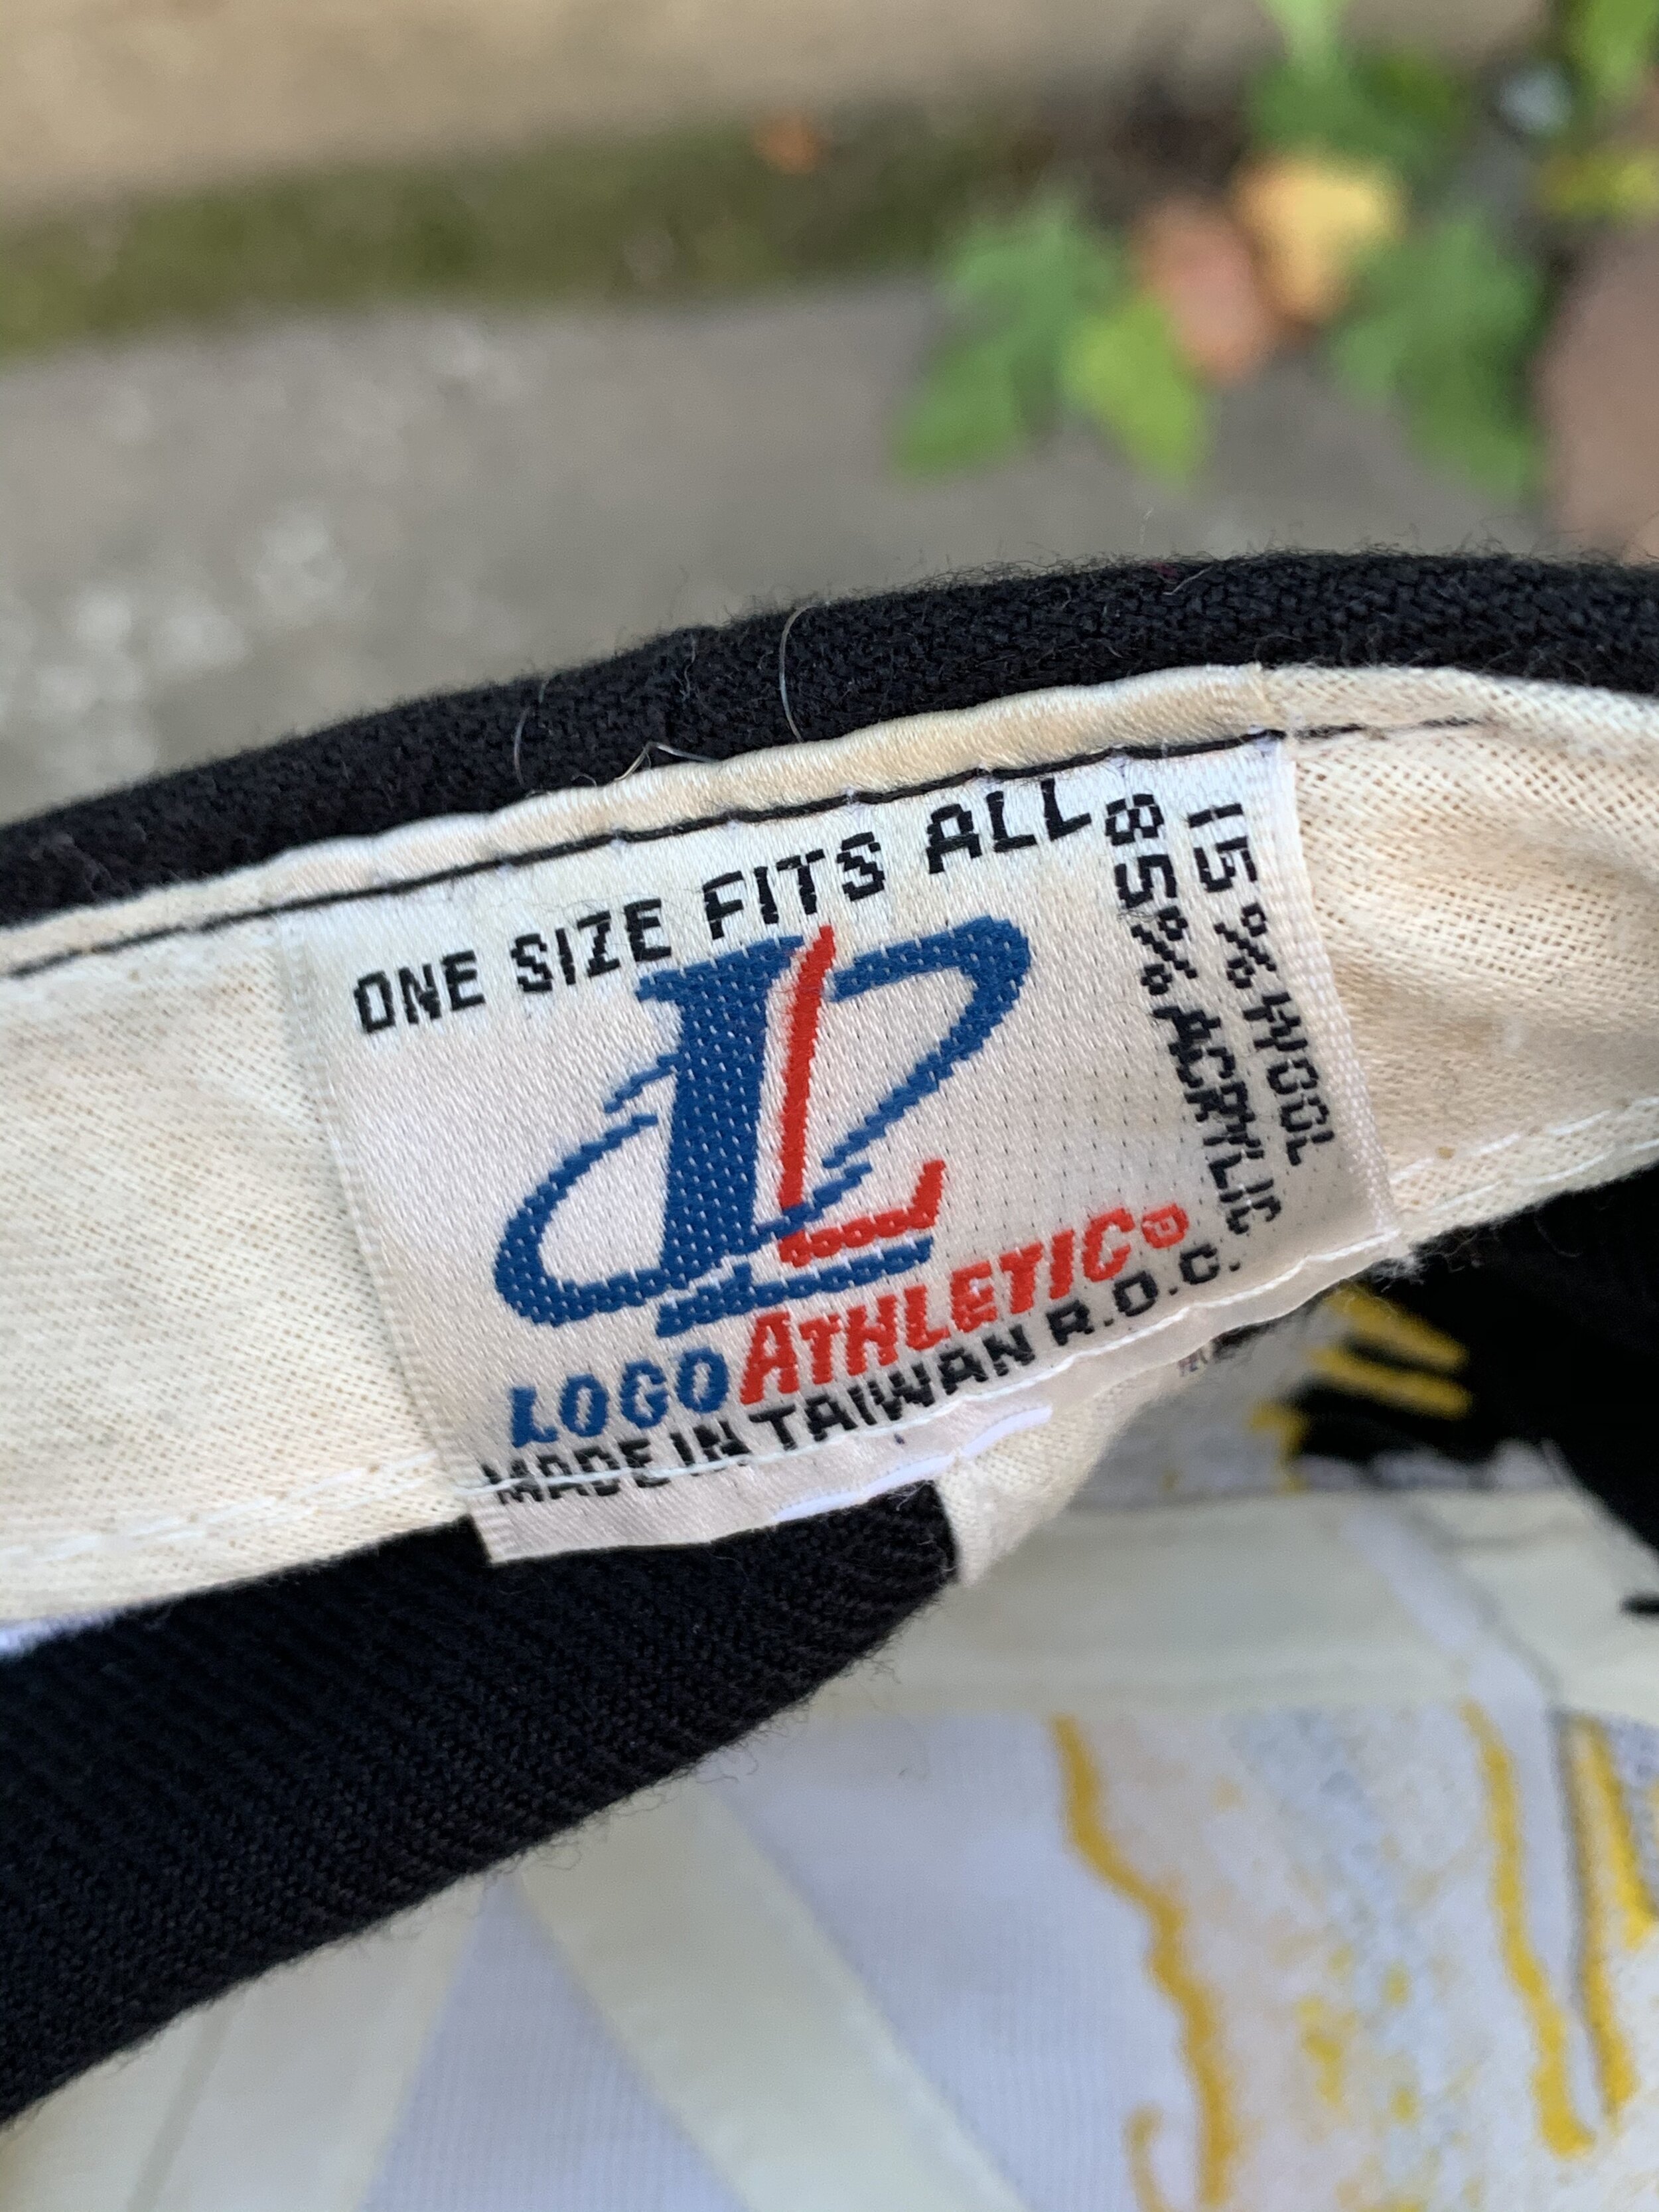 ONE SIZE FITS ALL
15% WOOL
85% ACRYLIC
L
LOGO ATHLETIC®
MADE IN TAIWAN R.O.C.